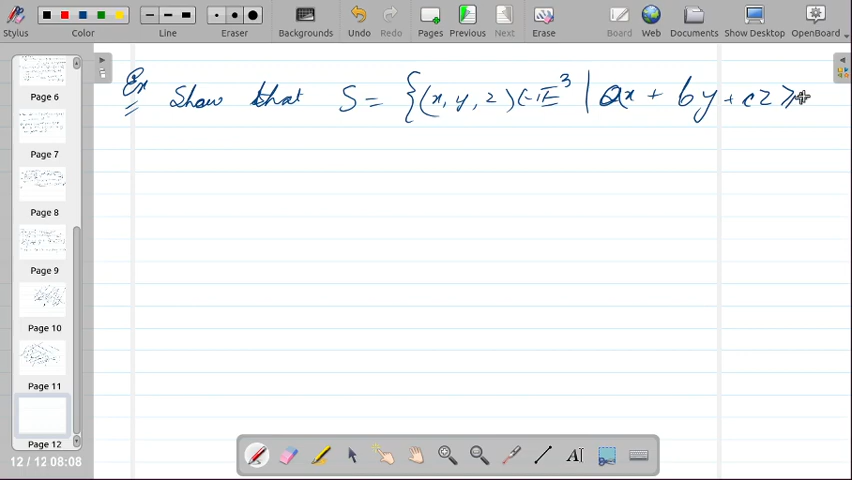 Stylus
Color
Line
Eraser
Backgrounds
Undo
Redo
Pages
Previous
Next
Erase
Board
Web
Documents
Show Desktop
OpenBoard
Ex Show that S = {(x, y, z) ∈ E³ | ax + by + cz ≥
Page 6
Page 7
Page 8
Page 9
Page 10
Page 11
Page 12
12 / 12 08:08